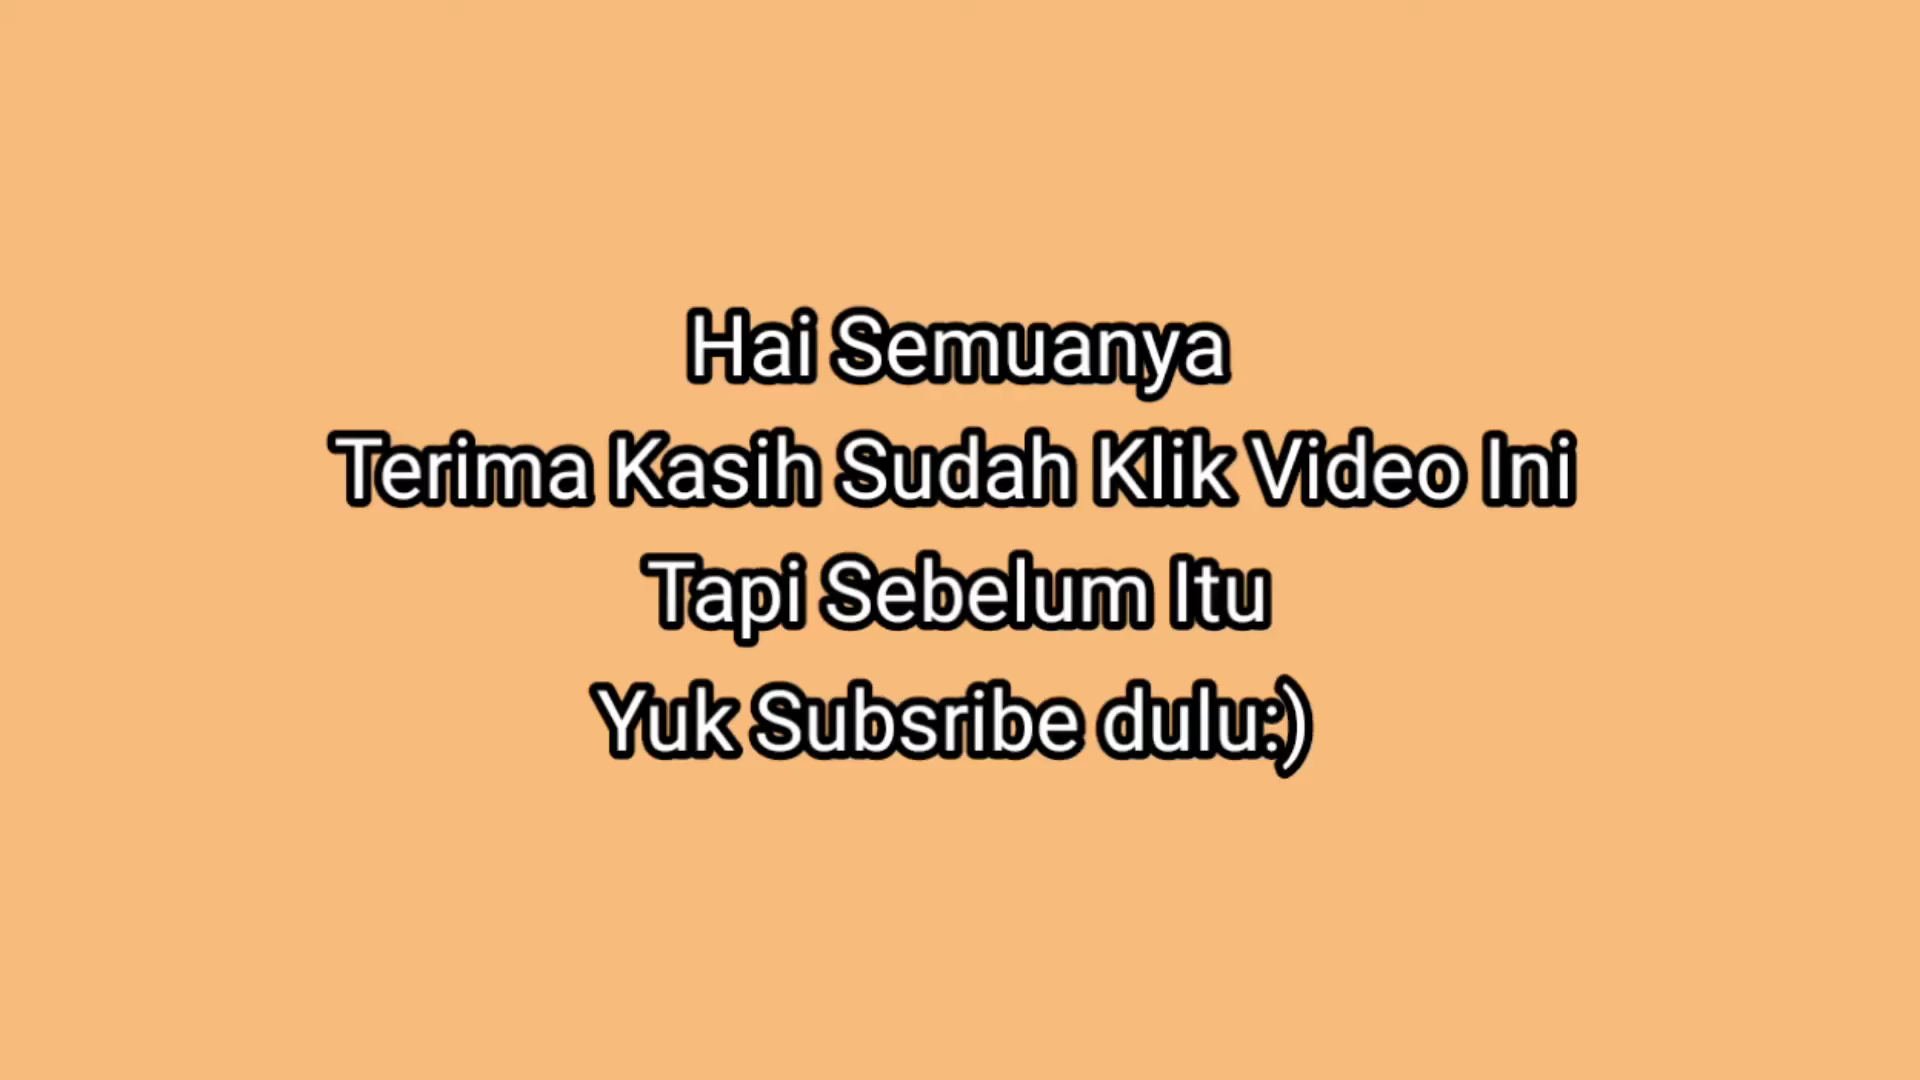 Hai Semuanya
Terima Kasih Sudah Klik Video Ini
Tapi Sebelum Itu
Yuk Subsribe dulu:)